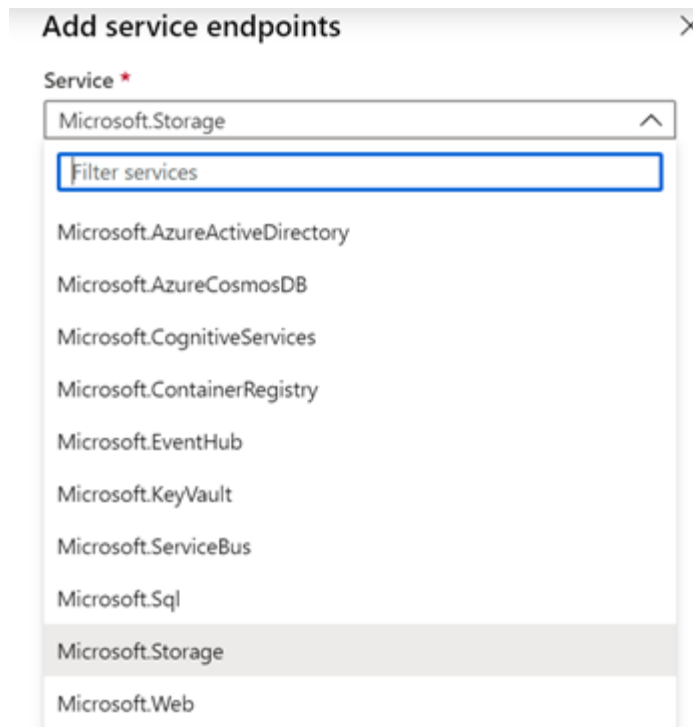 Add service endpoints
Service *
Microsoft.Storage
Filter services
Microsoft.AzureActiveDirectory
Microsoft.AzureCosmosDB
Microsoft.CognitiveServices
Microsoft.ContainerRegistry
Microsoft.EventHub
Microsoft.KeyVault
Microsoft.ServiceBus
Microsoft.Sql
Microsoft.Storage
Microsoft.Web